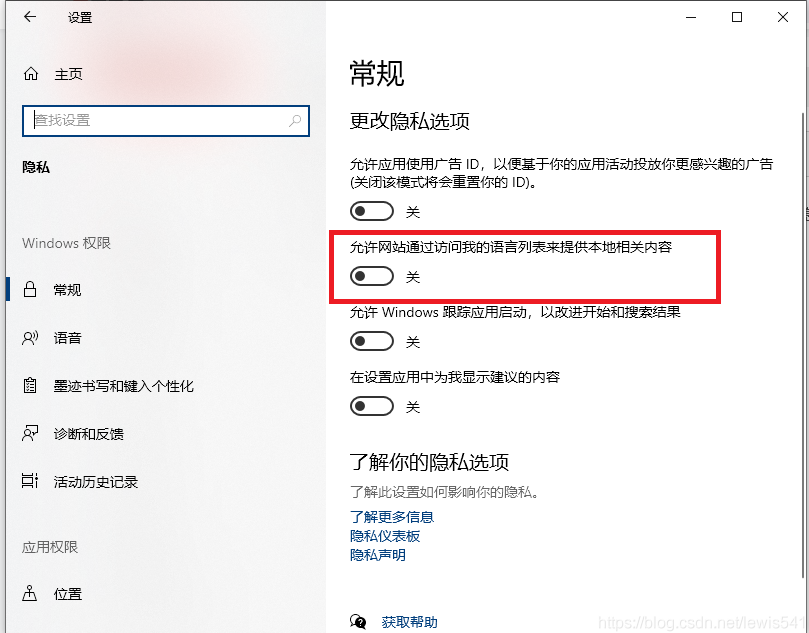 设置
主页
查找设置
隐私
Windows 权限
常规
语音
墨迹书写和键入个性化
诊断和反馈
活动历史记录
应用权限
位置
常规
更改隐私选项
允许应用使用广告 ID，以便基于你的应用活动投放你更感兴趣的广告
(关闭该模式将会重置你的 ID)。
关
允许网站通过访问我的语言列表来提供本地相关内容
关
允许 Windows 跟踪应用启动，以改进开始和搜索结果
关
在设置应用中为我显示建议的内容
关
了解你的隐私选项
了解此设置如何影响你的隐私。
了解更多信息
隐私仪表板
隐私声明
获取帮助
https://blog.csdn.net/lewis541